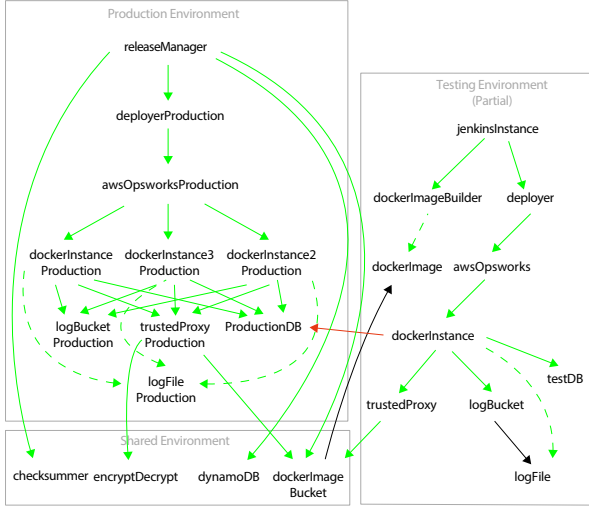 Production Environment
releaseManager
deployerProduction
awsOpsworksProduction
dockerInstance
Production
dockerInstance3
Production
dockerInstance2
Production
logBucket
Production
trustedProxy
Production
ProductionDB
logFile
Production
Testing Environment
(Partial)
jenkinsInstance
dockerImageBuilder
deployer
dockerImage
awsOpsworks
dockerInstance
testDB
trustedProxy
logBucket
logFile
Shared Environment
checksummer
encryptDecrypt
dynamoDB
dockerImage
Bucket